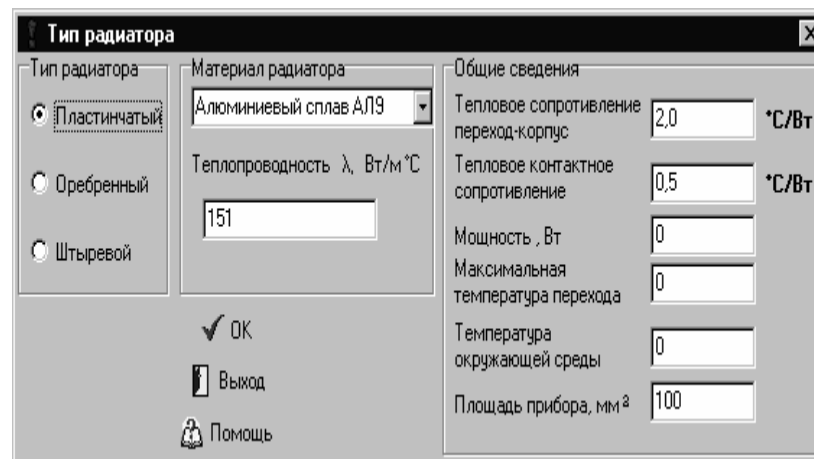 Тип радиатора
Тип радиатора
Пластинчатый
Оребренный
Штыревой
Материал радиатора
Алюминиевый сплав АЛ9
Теплопроводность λ, Вт/м°С
151
OK
Выход
Помощь
Общие сведения
Тепловое сопротивление
переход-корпус
2,0
°С/Вт
Тепловое контактное
сопротивление
0,5
°С/Вт
Мощность , Вт
0
Максимальная
температура перехода
0
Температура
окружающей среды
0
Площадь прибора, мм²
100